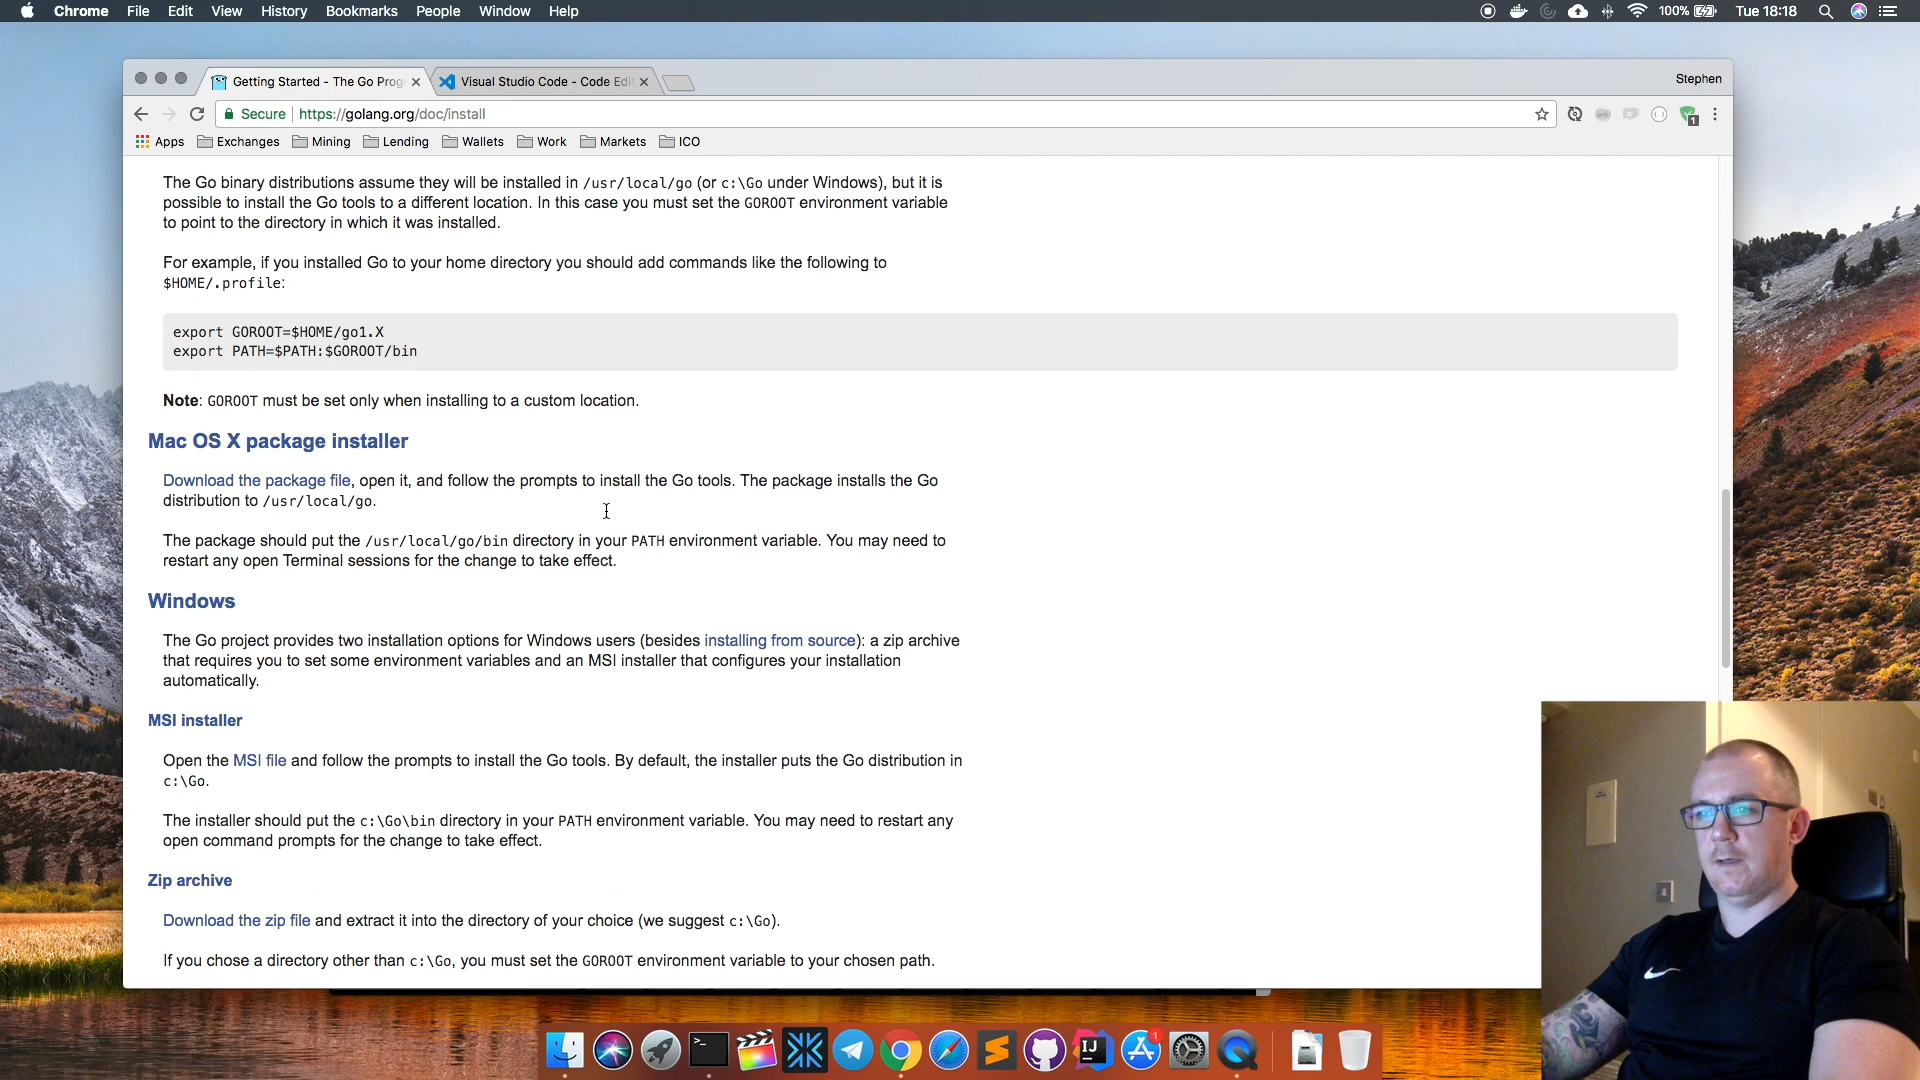 Chrome File Edit View History Bookmarks People Window Help
100% Tue 18:18
Getting Started - The Go Prog
Visual Studio Code - Code Edit
Stephen
Secure https://golang.org/doc/install
1
Apps Exchanges Mining Lending Wallets Work Markets ICO
The Go binary distributions assume they will be installed in /usr/local/go (or c:\Go under Windows), but it is
possible to install the Go tools to a different location. In this case you must set the GOROOT environment variable
to point to the directory in which it was installed.
For example, if you installed Go to your home directory you should add commands like the following to
$HOME/.profile:
export GOROOT=$HOME/go1.X
export PATH=$PATH:$GOROOT/bin
Note: GOROOT must be set only when installing to a custom location.
Mac OS X package installer
Download the package file, open it, and follow the prompts to install the Go tools. The package installs the Go
distribution to /usr/local/go.
The package should put the /usr/local/go/bin directory in your PATH environment variable. You may need to
restart any open Terminal sessions for the change to take effect.
Windows
The Go project provides two installation options for Windows users (besides installing from source): a zip archive
that requires you to set some environment variables and an MSI installer that configures your installation
automatically.
MSI installer
Open the MSI file and follow the prompts to install the Go tools. By default, the installer puts the Go distribution in
c:\Go.
The installer should put the c:\Go\bin directory in your PATH environment variable. You may need to restart any
open command prompts for the change to take effect.
Zip archive
Download the zip file and extract it into the directory of your choice (we suggest c:\Go).
If you chose a directory other than c:\Go, you must set the GOROOT environment variable to your chosen path.
>_
IJ
1